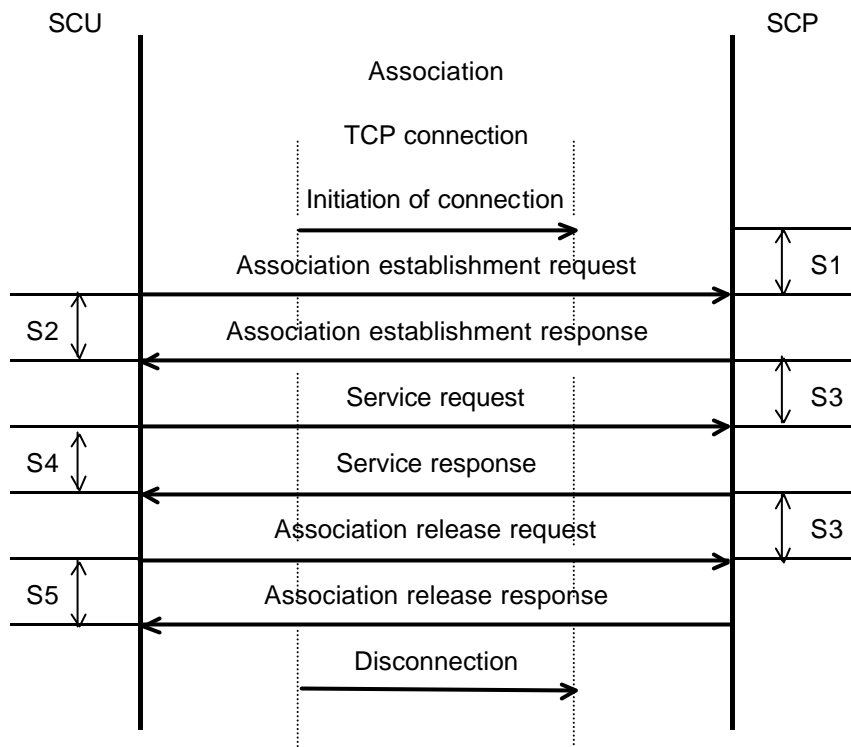 SCU
SCP
Association
TCP connection
Initiation of connection
Association establishment request
S1
S2
Association establishment response
Service request
S3
S4
Service response
Association release request
S3
S5
Association release response
Disconnection